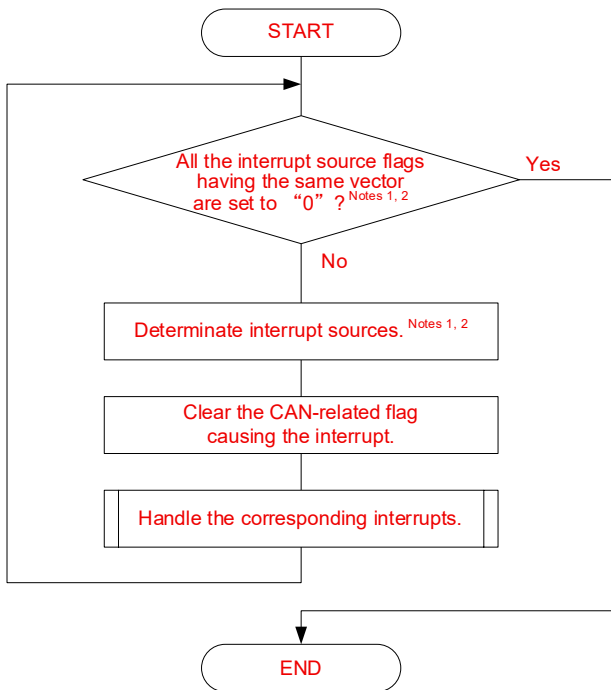 START
All the interrupt source flags
having the same vector
are set to “0” ? Notes 1, 2
Yes
No
Determinate interrupt sources. Notes 1, 2
Clear the CAN-related flag
causing the interrupt.
Handle the corresponding interrupts.
END